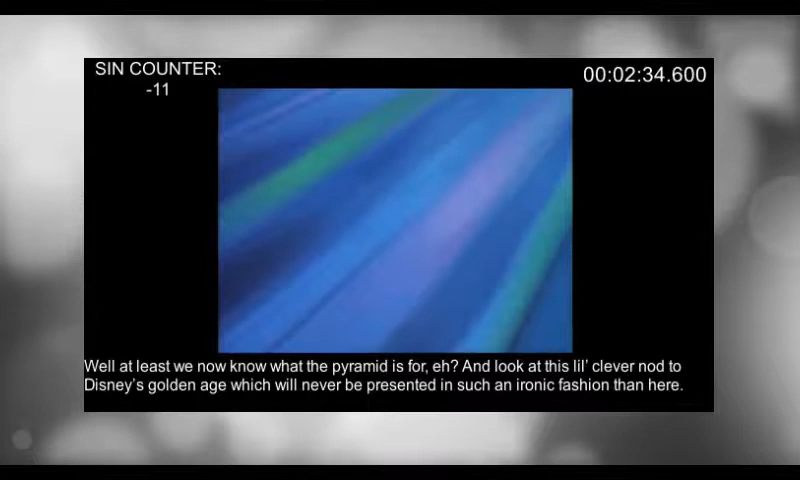 SIN COUNTER:
-11
00:02:34.600
Well at least we now know what the pyramid is for, eh? And look at this lil' clever nod to
Disney's golden age which will never be presented in such an ironic fashion than here.